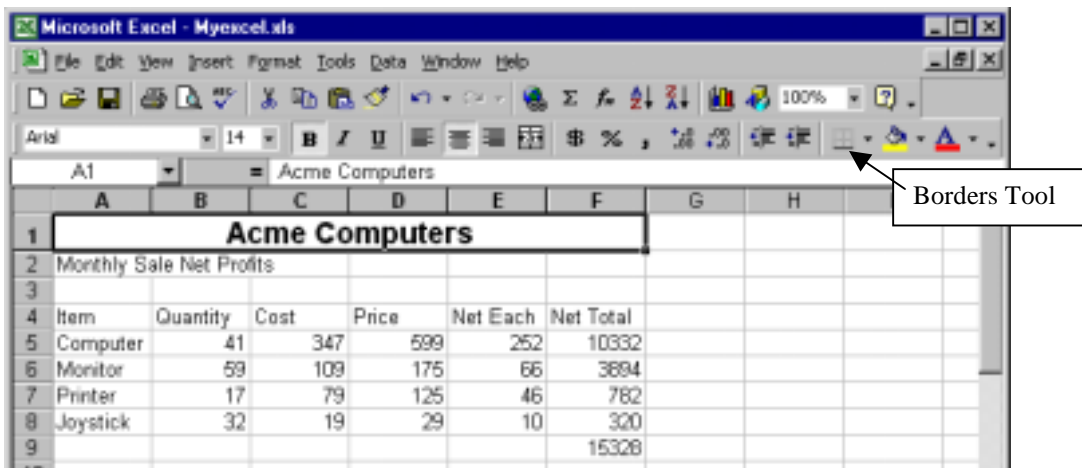 Microsoft Excel - Myexcel.xls
File Edit View Insert Format Tools Data Window Help
100%
Arial 14 B I U $ % ,
A1 = Acme Computers
A B C D E F G H
1 Acme Computers
2 Monthly Sale Net Profits
3
4 Item Quantity Cost Price Net Each Net Total
5 Computer 41 347 599 252 10332
6 Monitor 59 109 175 66 3894
7 Printer 17 79 125 46 782
8 Joystick 32 19 29 10 320
9 15328
Borders Tool